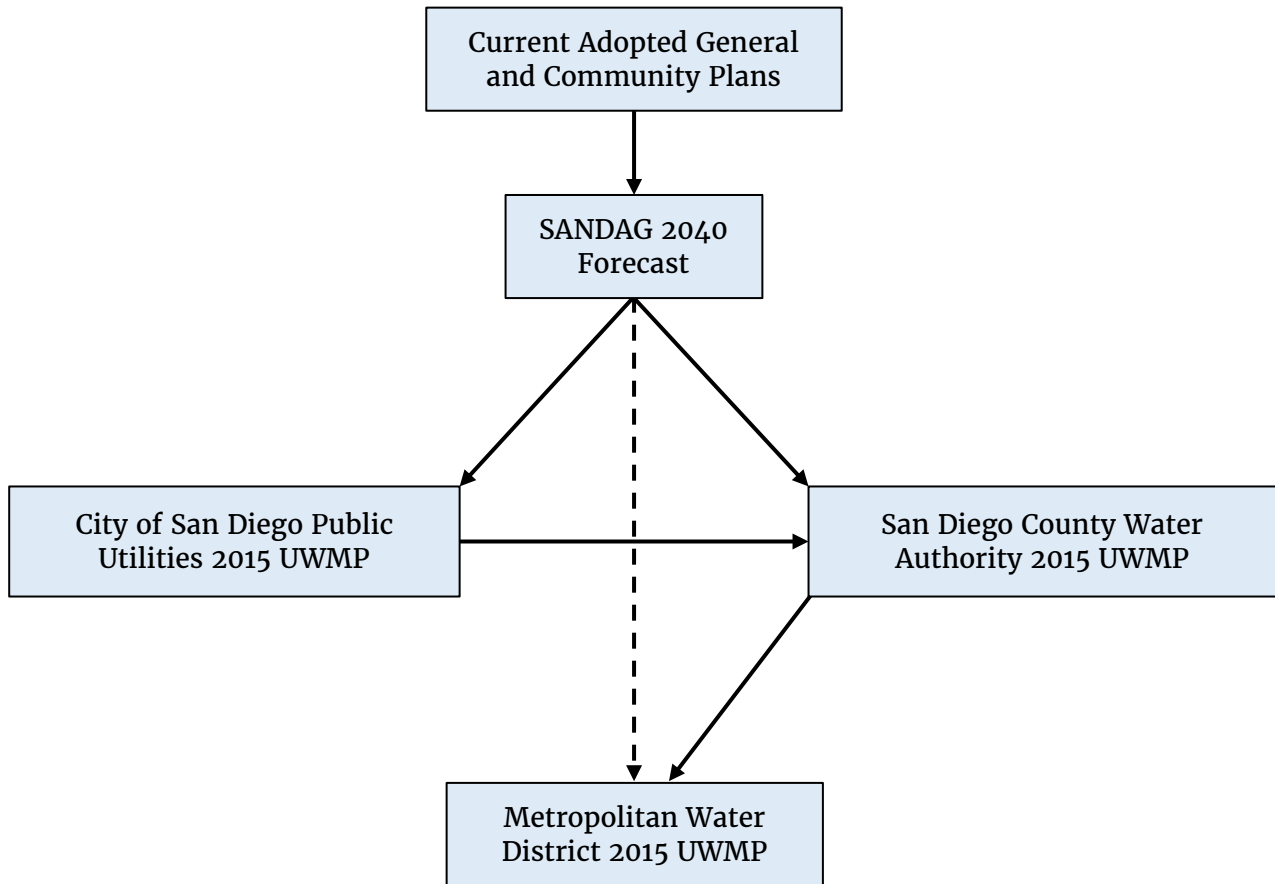 Current Adopted General
and Community Plans
SANDAG 2040
Forecast
City of San Diego Public
Utilities 2015 UWMP
San Diego County Water
Authority 2015 UWMP
Metropolitan Water
District 2015 UWMP